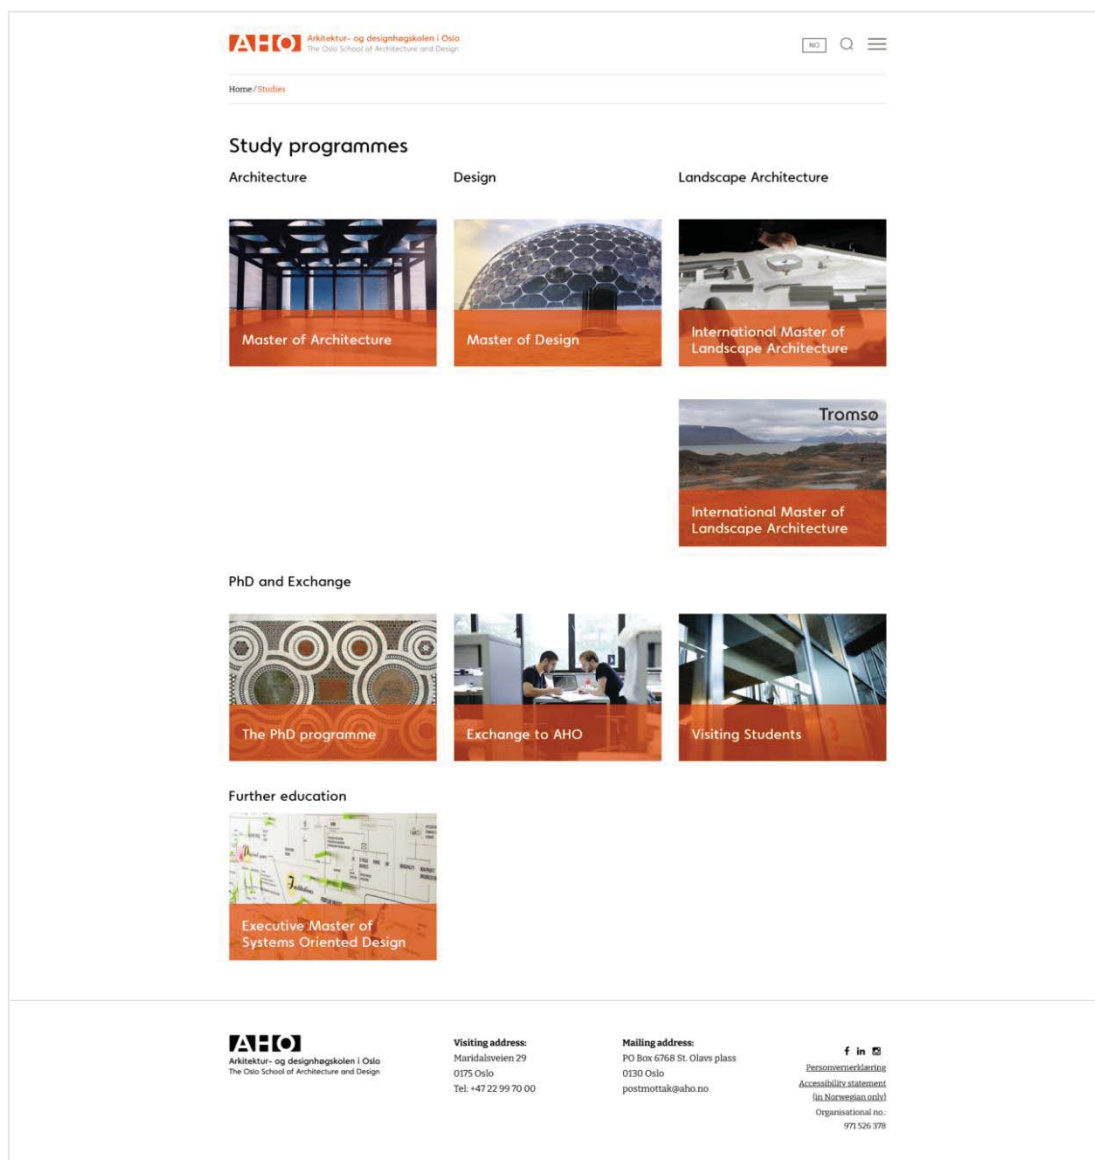 AHO
Arkitektur- og designhøgskolen i Oslo
The Oslo School of Architecture and Design
NO
Home/Studies
Study programmes
Architecture
Design
Landscape Architecture
Master of Architecture
Master of Design
International Master of
Landscape Architecture
Tromsø
International Master of
Landscape Architecture
PhD and Exchange
The PhD programme
Exchange to AHO
Visiting Students
Further education
Executive Master of
Systems Oriented Design
AHO
Arkitektur- og designhøgskolen i Oslo
The Oslo School of Architecture and Design
Visiting address:
Maridalsveien 29
0175 Oslo
Tel: +47 22 99 70 00
Mailing address:
PO Box 6768 St. Olavs plass
0130 Oslo
postmottak@aho.no
Personvernerklæring
Accessibility statement
(in Norwegian only)
Organisational no.:
971 526 378